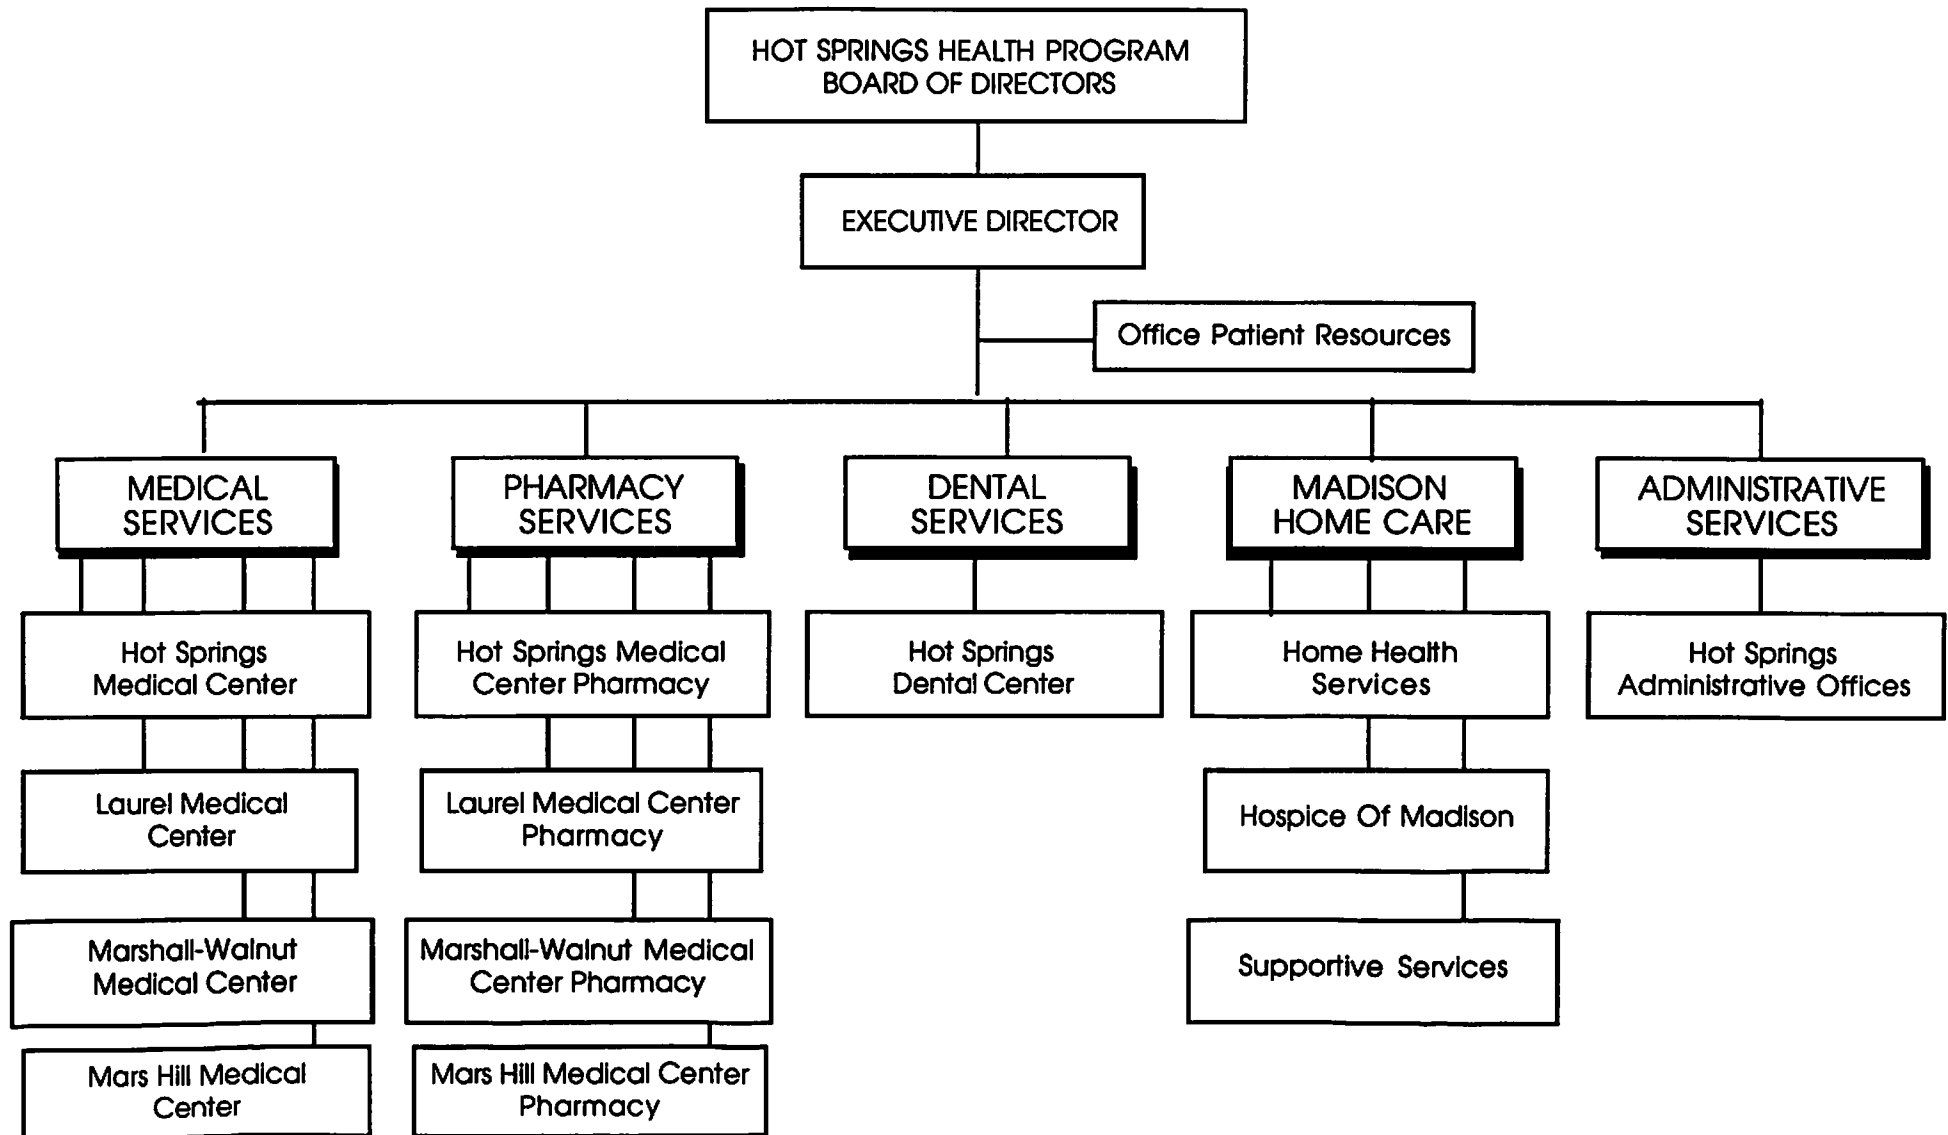 HOT SPRINGS HEALTH PROGRAM
BOARD OF DIRECTORS
EXECUTIVE DIRECTOR
Office Patient Resources
MEDICAL
SERVICES
PHARMACY
SERVICES
DENTAL
SERVICES
MADISON
HOME CARE
ADMINISTRATIVE
SERVICES
Hot Springs
Medical Center
Hot Springs Medical
Center Pharmacy
Hot Springs
Dental Center
Home Health
Services
Hot Springs
Administrative Offices
Laurel Medical
Center
Laurel Medical Center
Pharmacy
Hospice Of Madison
Marshall-Walnut
Medical Center
Marshall-Walnut Medical
Center Pharmacy
Supportive Services
Mars Hill Medical
Center
Mars Hill Medical Center
Pharmacy